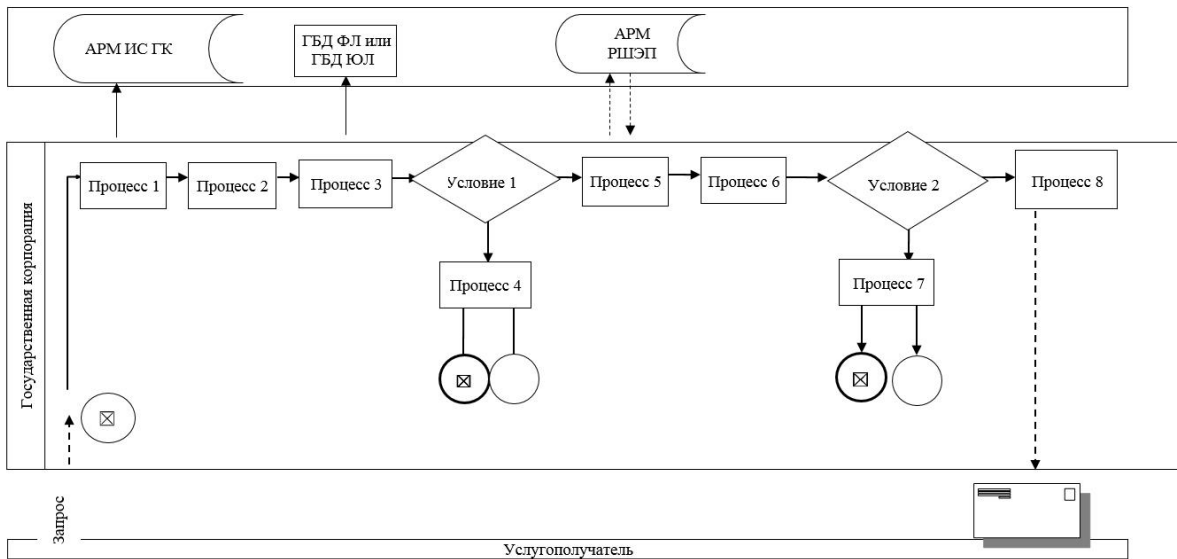 АРМ ИС ГК
ГБД ФЛ или
ГБД ЮЛ
АРМ
РШЭП
Государственная корпорация
Процесс 1
Процесс 2
Процесс 3
Условие 1
Процесс 5
Процесс 6
Условие 2
Процесс 8
Процесс 4
Процесс 7
Запрос
Услугополучатель